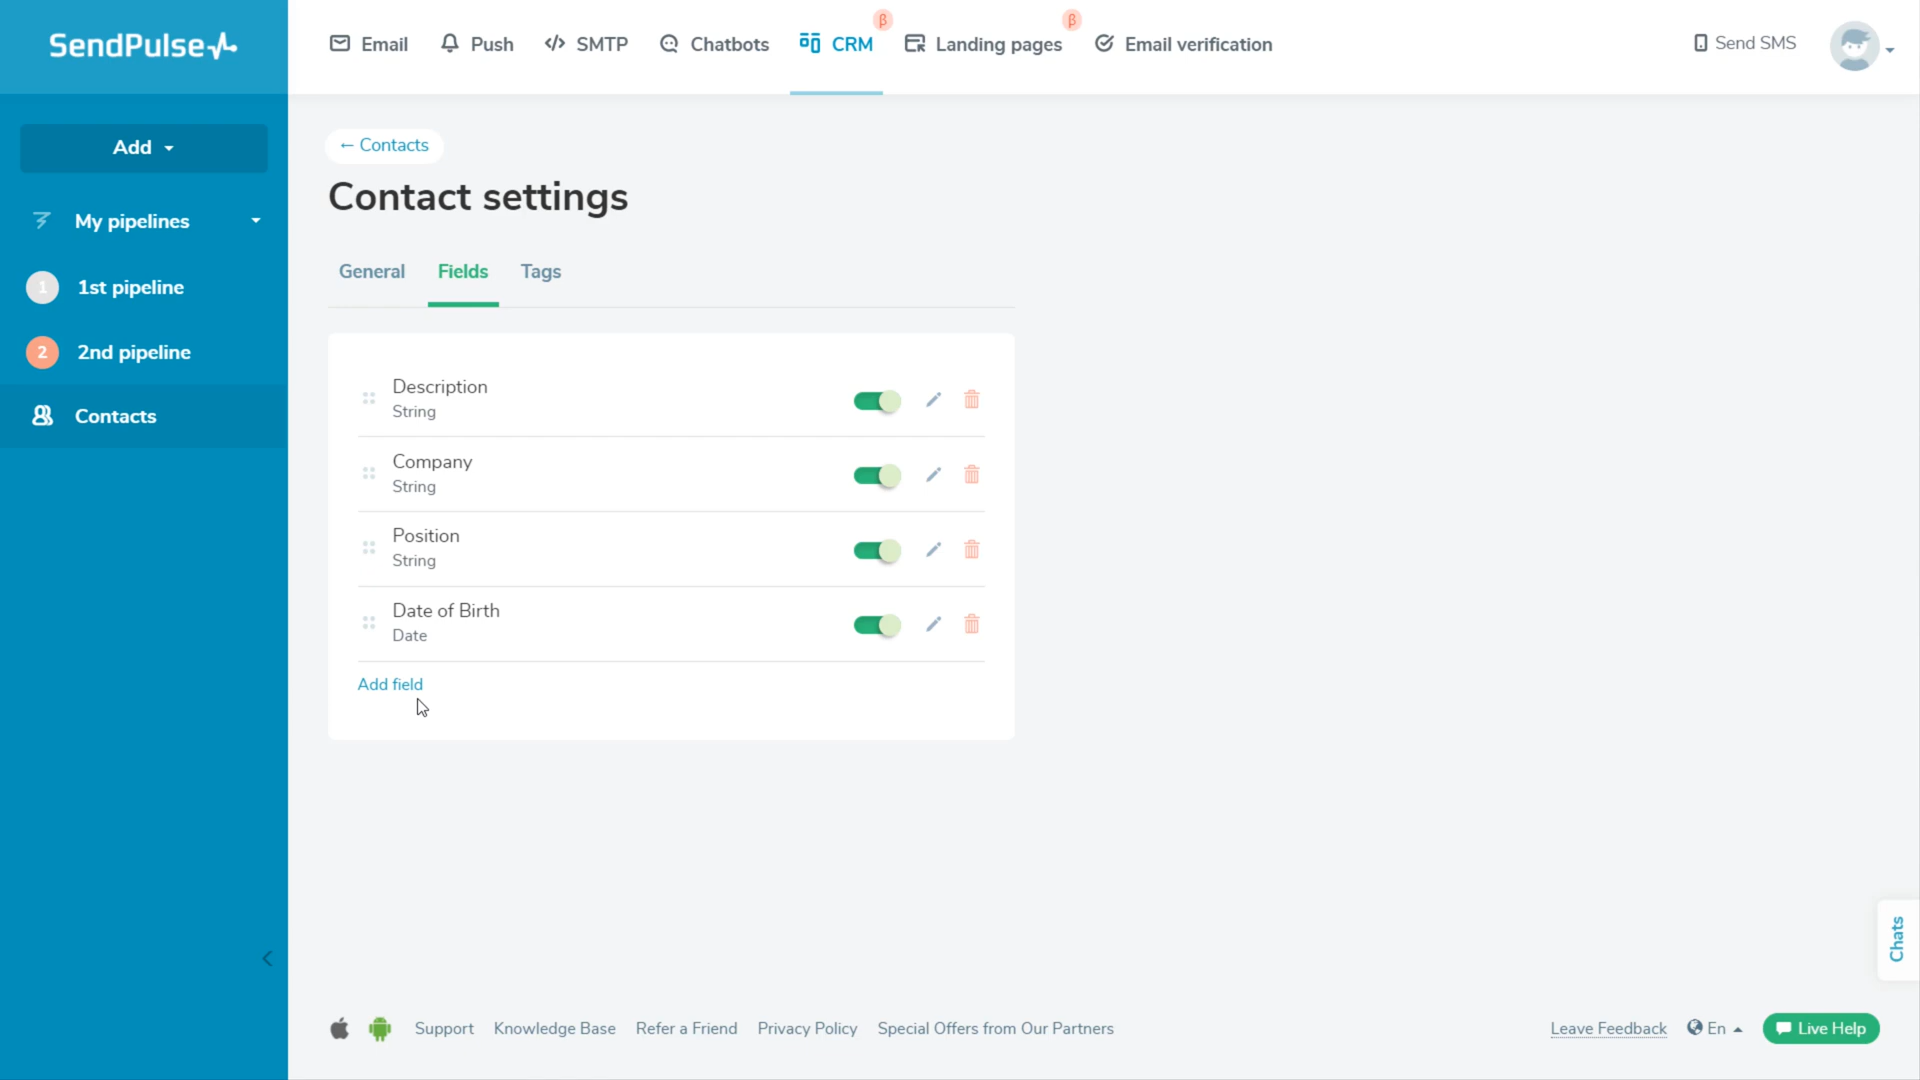 SendPulse
Email
Push
SMTP
Chatbots
CRM
β
Landing pages
β
Email verification
Send SMS
Add
My pipelines
1 1st pipeline
2 2nd pipeline
Contacts
← Contacts
Contact settings
General
Fields
Tags
Description
String
Company
String
Position
String
Date of Birth
Date
Add field
Chats
Support
Knowledge Base
Refer a Friend
Privacy Policy
Special Offers from Our Partners
Leave Feedback
En
Live Help